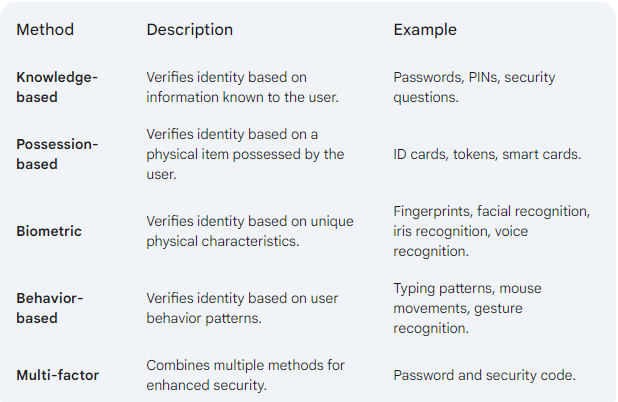 Method Description Example
Knowledge-
based
Verifies identity based on
information known to the user.
Passwords, PINs, security
questions.
Possession-
based
Verifies identity based on a
physical item possessed by the
user.
ID cards, tokens, smart cards.
Biometric
Verifies identity based on unique
physical characteristics.
Fingerprints, facial recognition,
iris recognition, voice
recognition.
Behavior-
based
Verifies identity based on user
behavior patterns.
Typing patterns, mouse
movements, gesture
recognition.
Multi-factor
Combines multiple methods for
enhanced security.
Password and security code.